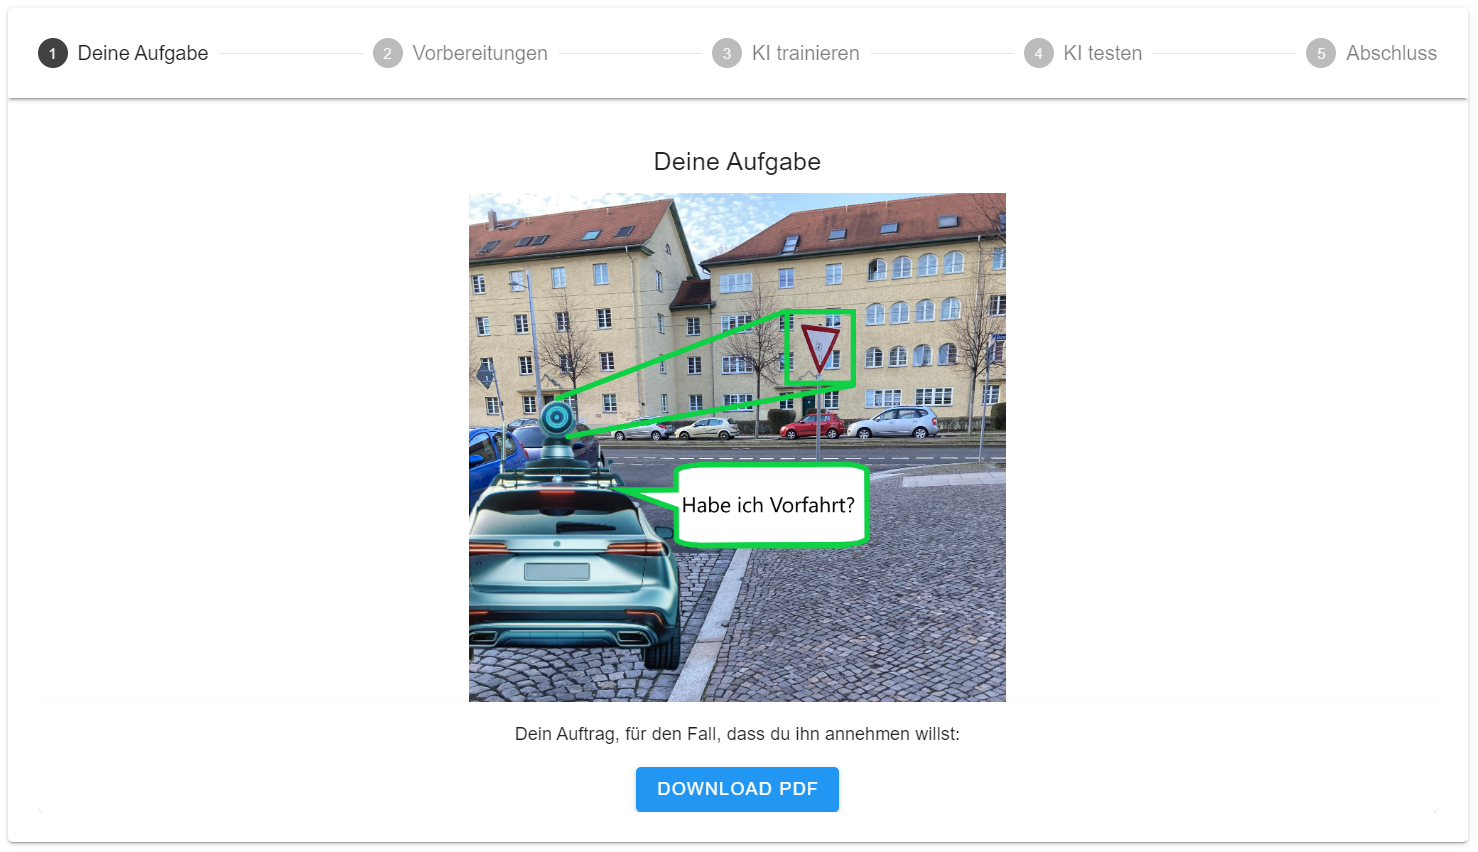 1 Deine Aufgabe
2 Vorbereitungen
3 KI trainieren
4 KI testen
5 Abschluss
Deine Aufgabe
Habe ich Vorfahrt?
Dein Auftrag, für den Fall, dass du ihn annehmen willst:
DOWNLOAD PDF